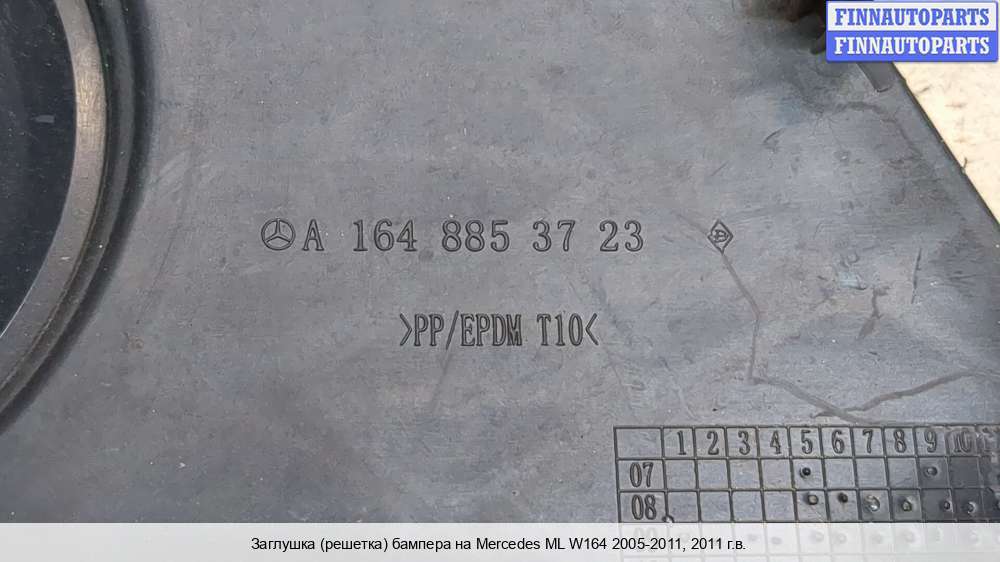 FINNAUTOPARTS
FINNAUTOPARTS
A 164 885 37 23
>PP/EPDM T10<
1 2 3 4 5 6 7 8 9 10
07
08
Заглушка (решетка) бампера на Mercedes ML W164 2005-2011, 2011 г.в.